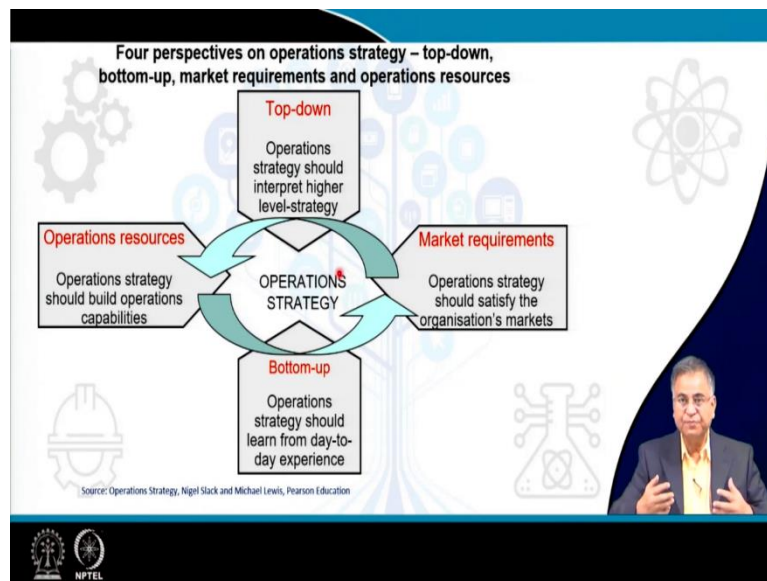 Four perspectives on operations strategy – top-down,
bottom-up, market requirements and operations resources
Top-down
Operations
strategy should
interpret higher
level-strategy
Operations resources
Operations strategy
should build operations
capabilities
OPERATIONS
STRATEGY
Market requirements
Operations strategy
should satisfy the
organisation's markets
Bottom-up
Operations
strategy should
learn from day-to-
day experience
Source: Operations Strategy, Nigel Slack and Michael Lewis, Pearson Education
NPTEL